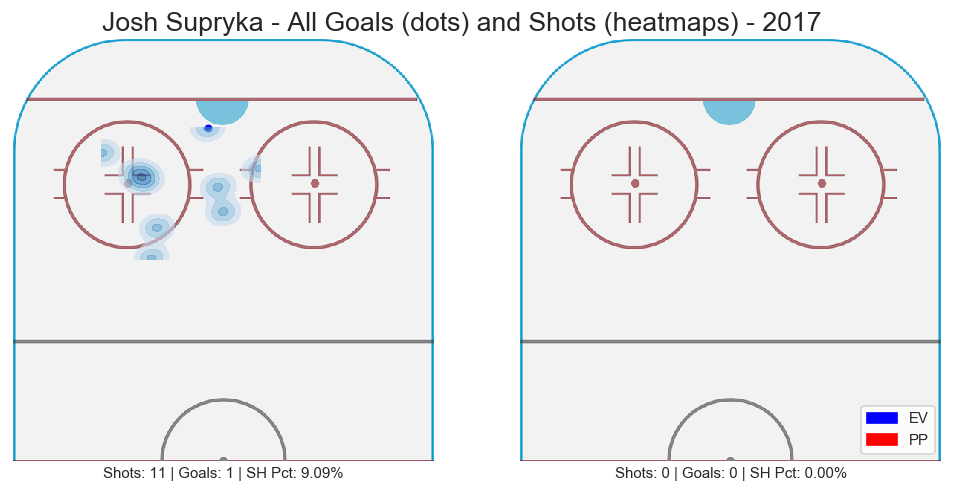 Josh Supryka - All Goals (dots) and Shots (heatmaps) - 2017
EV
PP
Shots: 11 | Goals: 1 | SH Pct: 9.09%
Shots: 0 | Goals: 0 | SH Pct: 0.00%